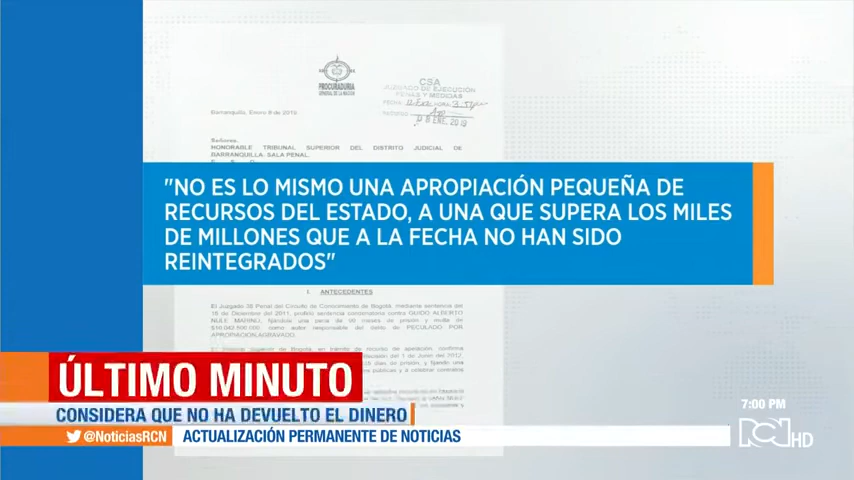 PROCURADURIA
GENERAL DE LA NACION
CSA
JUZGADO DE EJECUCIÓN
PENAS Y MEDIDAS
Barranquilla, Enero 8 de 2019
Señores:
HONORABLE TRIBUNAL SUPERIOR DEL DISTRITO JUDICIAL DE
BARRANQUILLA- SALA PENAL.
"NO ES LO MISMO UNA APROPIACIÓN PEQUEÑA DE
RECURSOS DEL ESTADO, A UNA QUE SUPERA LOS MILES
DE MILLONES QUE A LA FECHA NO HAN SIDO
REINTEGRADOS"
I. ANTECEDENTES
El Juzgado 38 Penal del Circuito de Conocimiento de Bogotá, mediante sentencia del
16 de Diciembre del 2011, profirió sentencia condenatoria contra GUIDO ALBERTO
NULE MARINO, fijándole una pena de 90 meses de prisión y multa de
como autor responsable del delito de PECULADO POR
APROPIACIÓN AGRAVADO.
ÚLTIMO MINUTO
CONSIDERA QUE NO HA DEVUELTO EL DINERO
@NoticiasRCN
ACTUALIZACIÓN PERMANENTE DE NOTICIAS
7:00 PM
RCN HD